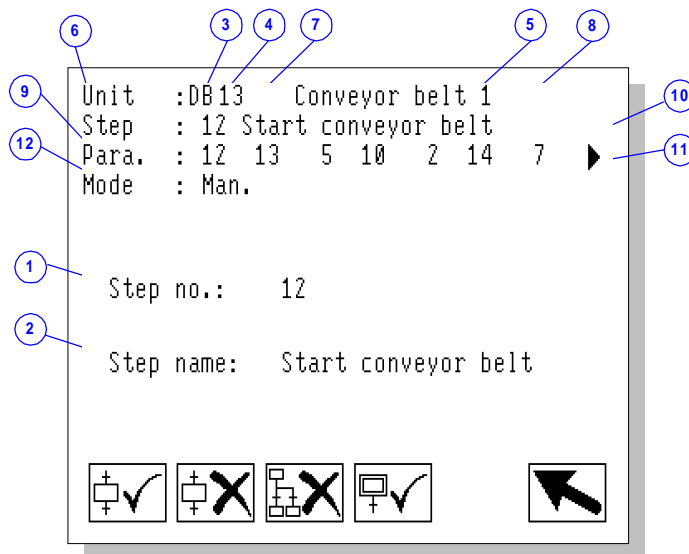 6 3 4 7 5 8
Unit :DB13 Conveyor belt 1
9 10
Step : 12 Start conveyor belt
12 11
Para. : 12 13 5 10 2 14 7
Mode : Man.
1
Step no.: 12
2
Step name: Start conveyor belt